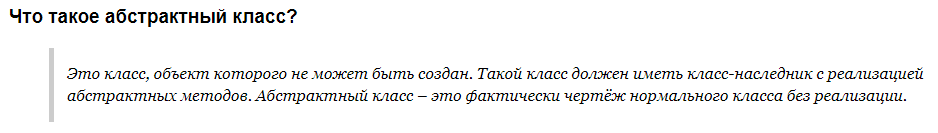 Что такое абстрактный класс?
Это класс, объект которого не может быть создан. Такой класс должен иметь класс-наследник с реализацией
абстрактных методов. Абстрактный класс – это фактически чертёж нормального класса без реализации.